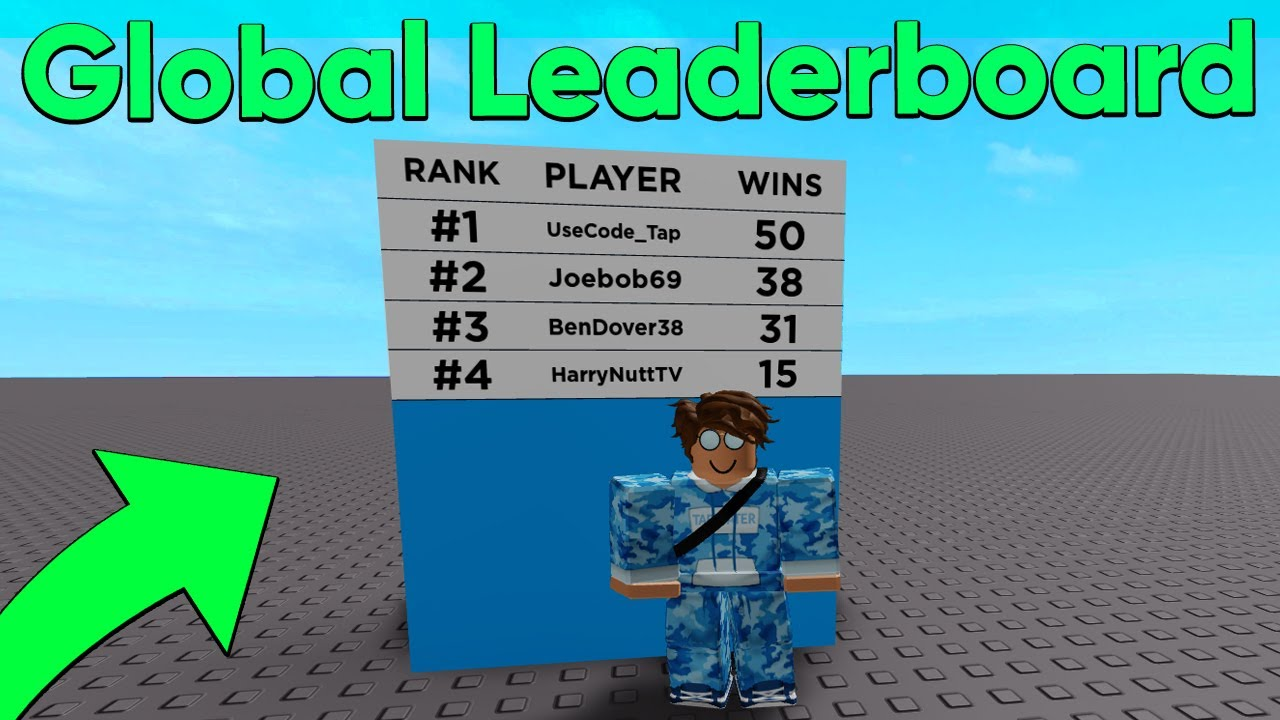 Global Leaderboard
RANK PLAYER WINS
#1 UseCode_Tap 50
#2 Joebob69 38
#3 BenDover38 31
#4 HarryNuttTV 15